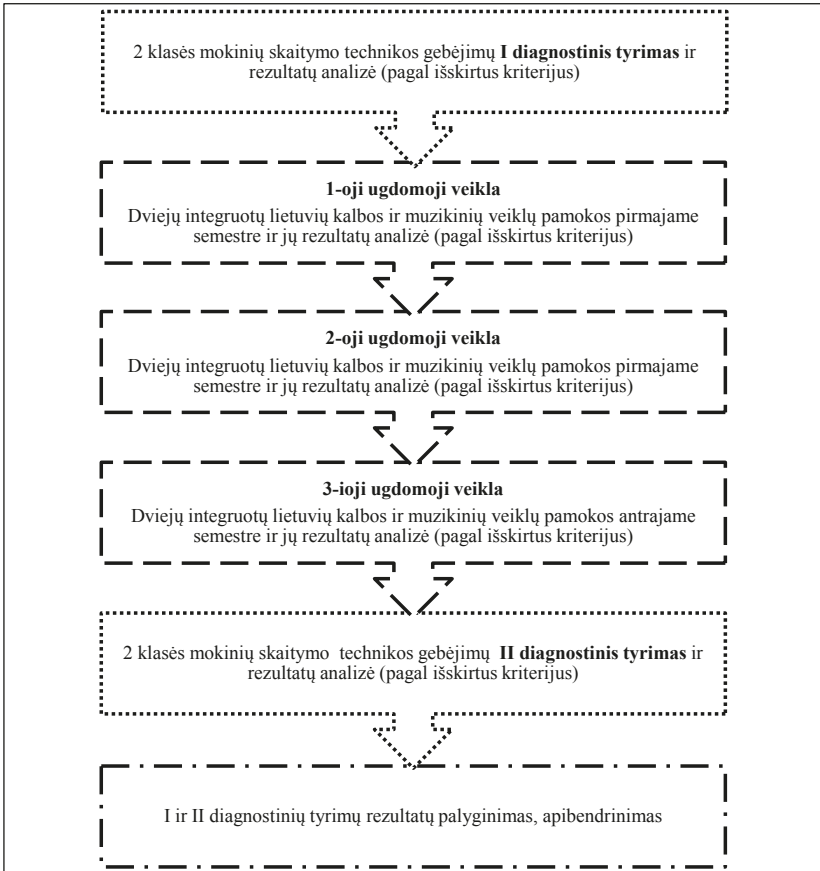 2 klasės mokinių skaitymo technikos gebėjimų I diagnostinis tyrimas ir
rezultatų analizė (pagal išskirtus kriterijus)
1-oji ugdomoji veikla
Dviejų integruotų lietuvių kalbos ir muzikinių veiklų pamokos pirmajame
semestre ir jų rezultatų analizė (pagal išskirtus kriterijus)
2-oji ugdomoji veikla
Dviejų integruotų lietuvių kalbos ir muzikinių veiklų pamokos pirmajame
semestre ir jų rezultatų analizė (pagal išskirtus kriterijus)
3-ioji ugdomoji veikla
Dviejų integruotų lietuvių kalbos ir muzikinių veiklų pamokos antrajame
semestre ir jų rezultatų analizė (pagal išskirtus kriterijus)
2 klasės mokinių skaitymo technikos gebėjimų II diagnostinis tyrimas ir
rezultatų analizė (pagal išskirtus kriterijus)
I ir II diagnostinių tyrimų rezultatų palyginimas, apibendrinimas